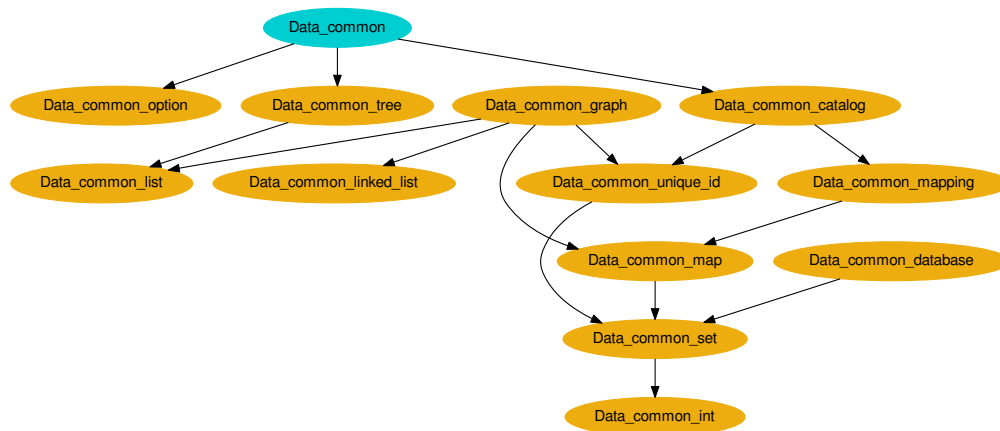 Data_common
Data_common_option
Data_common_tree
Data_common_graph
Data_common_catalog
Data_common_list
Data_common_linked_list
Data_common_unique_id
Data_common_mapping
Data_common_map
Data_common_database
Data_common_set
Data_common_int